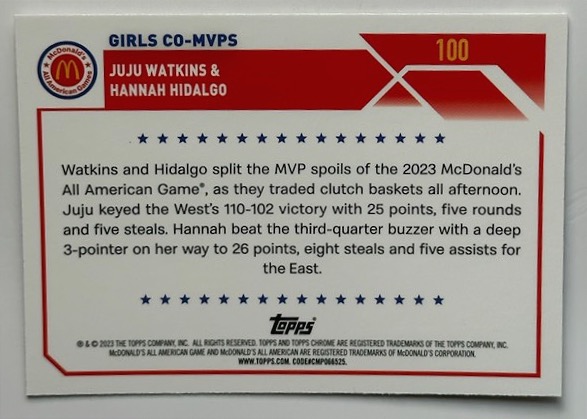 GIRLS CO-MVPS
100
McDonald's
All American Games
JUJU WATKINS &
HANNAH HIDALGO
Watkins and Hidalgo split the MVP spoils of the 2023 McDonald's
All American Game®, as they traded clutch baskets all afternoon.
Juju keyed the West's 110-102 victory with 25 points, five rounds
and five steals. Hannah beat the third-quarter buzzer with a deep
3-pointer on her way to 26 points, eight steals and five assists for
the East.
Topps®
® & © 2023 THE TOPPS COMPANY, INC. ALL RIGHTS RESERVED. TOPPS AND TOPPS CHROME ARE REGISTERED TRADEMARKS OF THE TOPPS COMPANY, INC.
McDONALD'S ALL AMERICAN GAME AND McDONALD'S ALL AMERICAN ARE REGISTERED TRADEMARKS OF McDONALD'S CORPORATION.
WWW.TOPPS.COM. CODE#CMP066525.